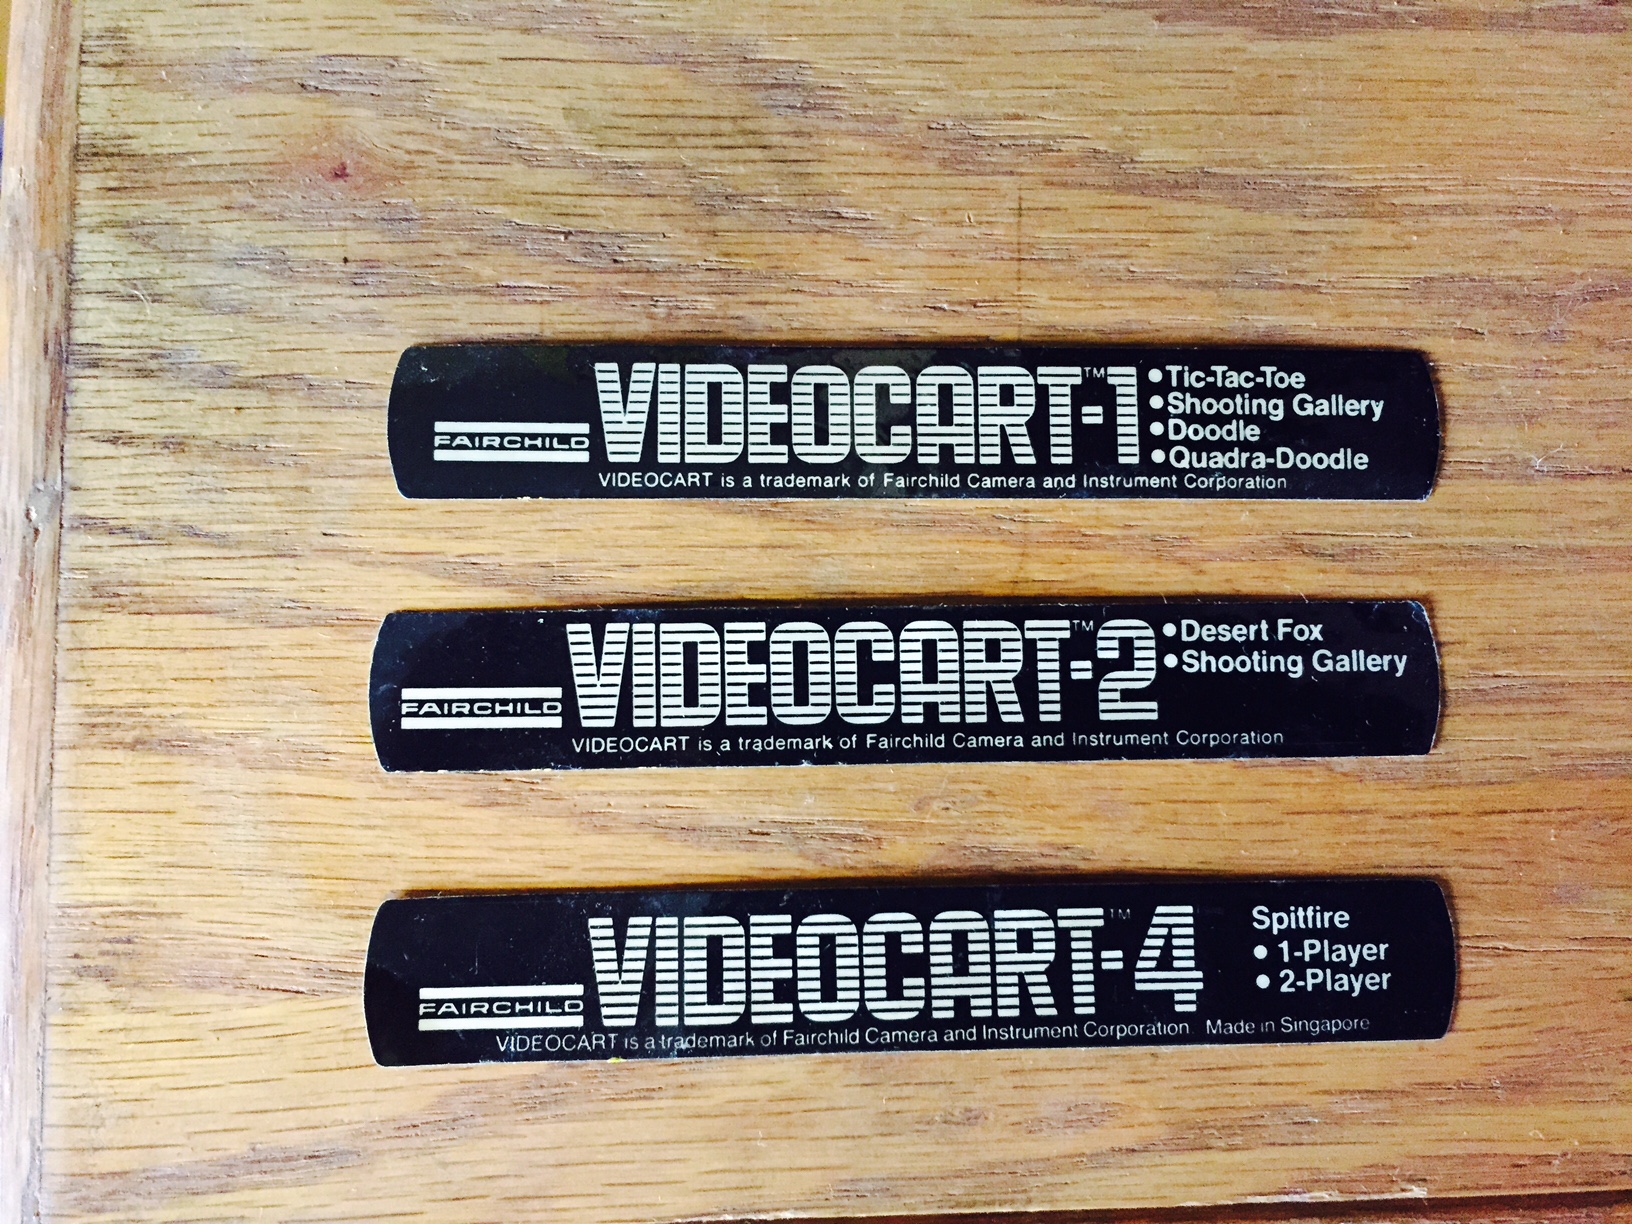 FAIRCHILD
VIDEOCART™-1
•Tic-Tac-Toe
•Shooting Gallery
•Doodle
•Quadra-Doodle
VIDEOCART is a trademark of Fairchild Camera and Instrument Corporation
FAIRCHILD
VIDEOCART™-2
•Desert Fox
•Shooting Gallery
VIDEOCART is a trademark of Fairchild Camera and Instrument Corporation
FAIRCHILD
VIDEOCART™-4
Spitfire
• 1-Player
• 2-Player
VIDEOCART is a trademark of Fairchild Camera and Instrument Corporation. Made in Singapore